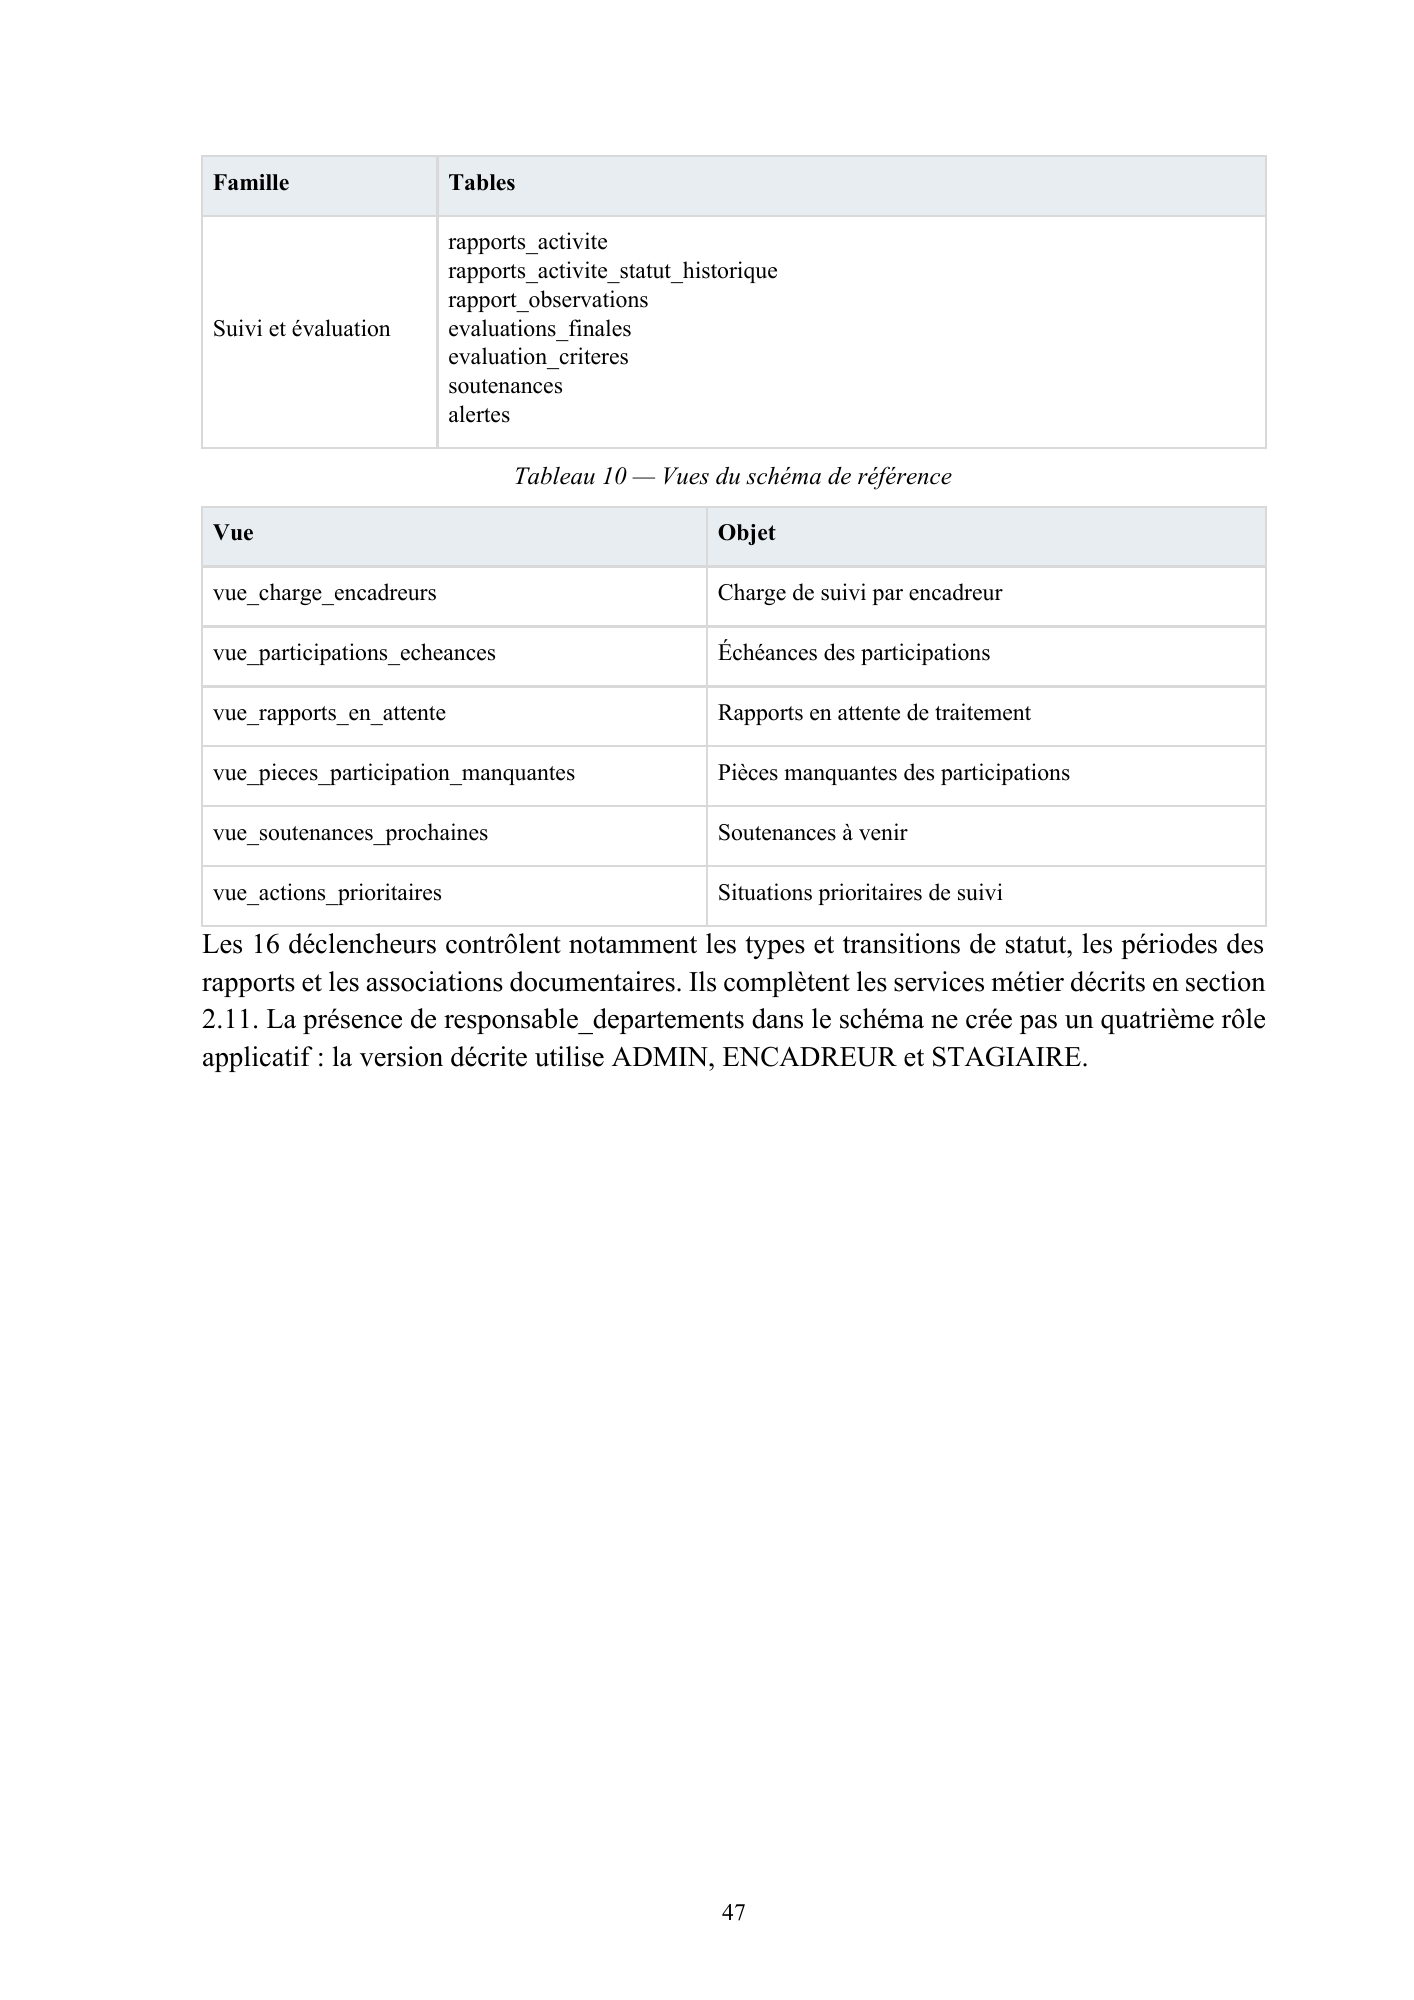 Famille Tables
rapports_activite
rapports_activite_statut_historique
rapport_observations
Suivi et évaluation evaluations_finales
evaluation_criteres
soutenances
alertes
Tableau 10 — Vues du schéma de référence
Vue Objet
vue_charge_encadreurs Charge de suivi par encadreur
vue_participations_echeances Échéances des participations
vue_rapports_en_attente Rapports en attente de traitement
vue_pieces_participation_manquantes Pièces manquantes des participations
vue_soutenances_prochaines Soutenances à venir
vue_actions_prioritaires Situations prioritaires de suivi
Les 16 déclencheurs contrôlent notamment les types et transitions de statut, les périodes des
rapports et les associations documentaires. Ils complètent les services métier décrits en section
2.11. La présence de responsable_departements dans le schéma ne crée pas un quatrième rôle
applicatif : la version décrite utilise ADMIN, ENCADREUR et STAGIAIRE.
47